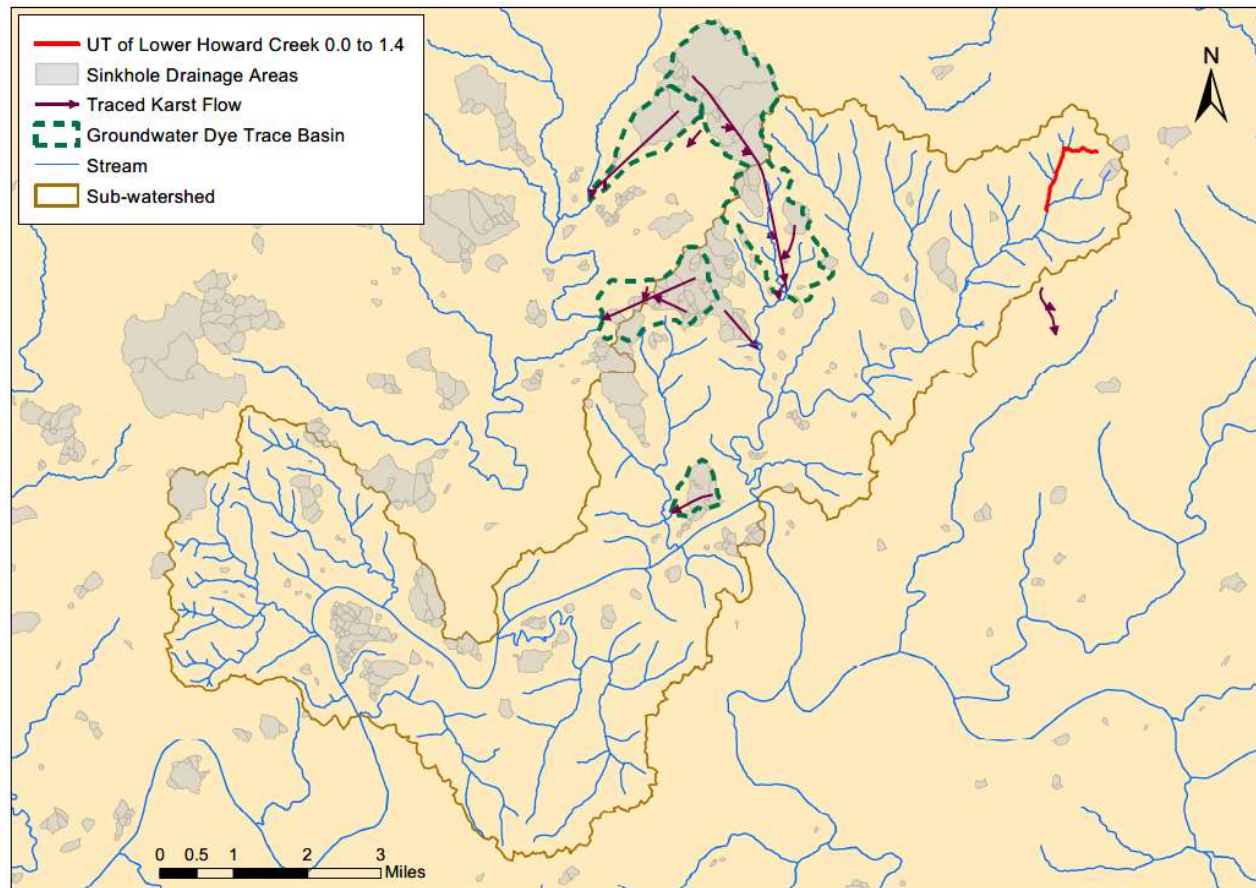 UT of Lower Howard Creek 0.0 to 1.4
Sinkhole Drainage Areas
Traced Karst Flow
Groundwater Dye Trace Basin
Stream
Sub-watershed
N
0 0.5 1 2 3
Miles